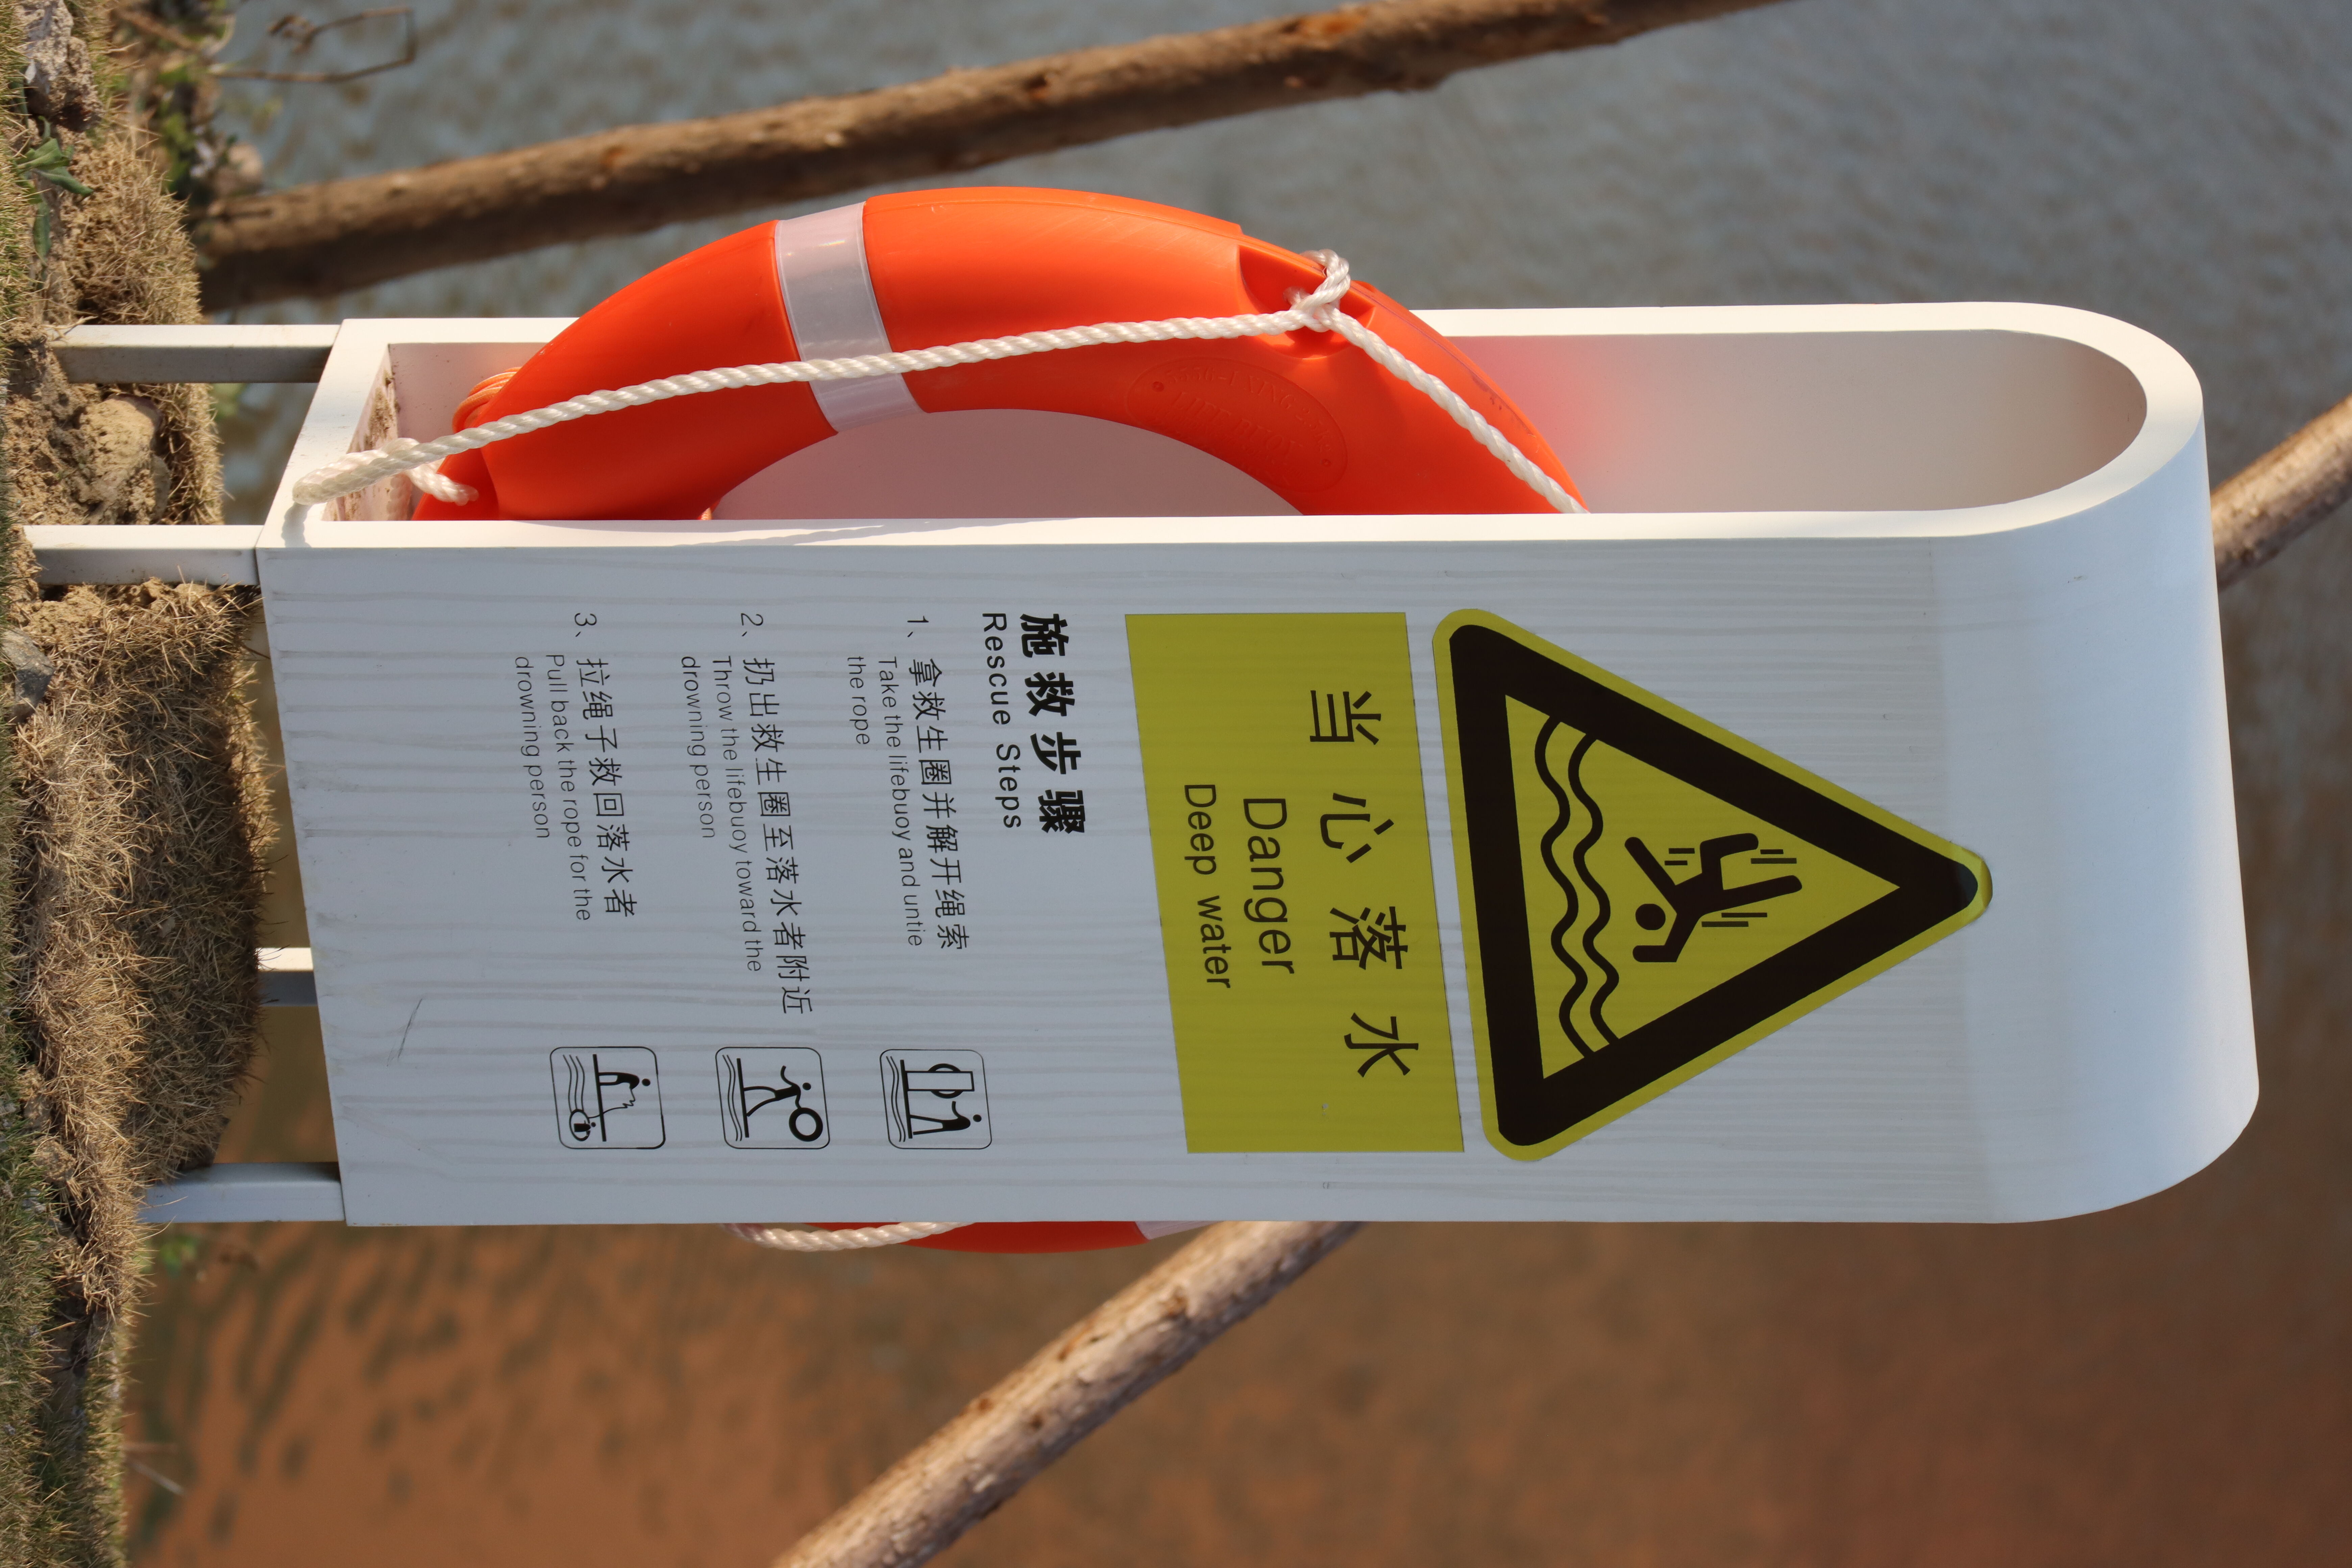 当心落水
Danger
Deep water
施救步骤
Rescue Steps
1、拿救生圈并解开绳索
Take the lifebuoy and untie
the rope
2、扔出救生圈至落水者附近
Throw the lifebuoy toward the
drowning person
3、拉绳子救回落水者
Pull back the rope for the
drowning person